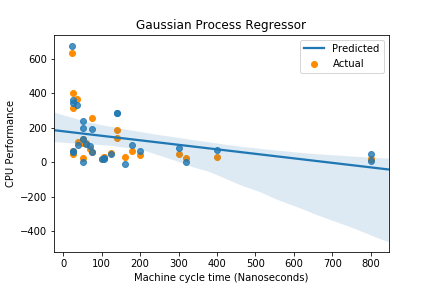 Gaussian Process Regressor
Predicted
Actual
600
400
200
0
−200
−400
CPU Performance
0 100 200 300 400 500 600 700 800
Machine cycle time (Nanoseconds)